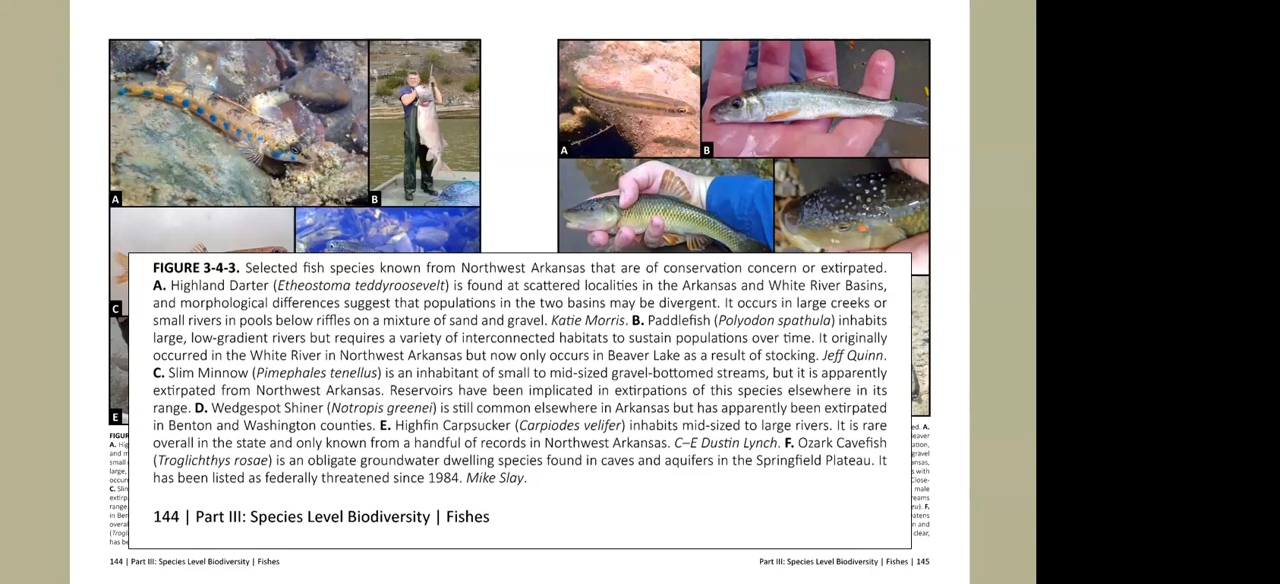 A
B
A
B
C
E
FIGURE 3-4-3. Selected fish species known from Northwest Arkansas that are of conservation concern or extirpated.
A. Highland Darter (Etheostoma teddyroosevelt) is found at scattered localities in the Arkansas and White River Basins,
and morphological differences suggest that populations in the two basins may be divergent. It occurs in large creeks or
small rivers in pools below riffles on a mixture of sand and gravel. Katie Morris. B. Paddlefish (Polyodon spathula) inhabits
large, low-gradient rivers but requires a variety of interconnected habitats to sustain populations over time. It originally
occurred in the White River in Northwest Arkansas but now only occurs in Beaver Lake as a result of stocking. Jeff Quinn.
C. Slim Minnow (Pimephales tenellus) is an inhabitant of small to mid-sized gravel-bottomed streams, but it is apparently
extirpated from Northwest Arkansas. Reservoirs have been implicated in extirpations of this species elsewhere in its
range. D. Wedgespot Shiner (Notropis greenei) is still common elsewhere in Arkansas but has apparently been extirpated
in Benton and Washington counties. E. Highfin Carpsucker (Carpiodes velifer) inhabits mid-sized to large rivers. It is rare
overall in the state and only known from a handful of records in Northwest Arkansas. C–E Dustin Lynch. F. Ozark Cavefish
(Troglichthys rosae) is an obligate groundwater dwelling species found in caves and aquifers in the Springfield Plateau. It
has been listed as federally threatened since 1984. Mike Slay.
144 | Part III: Species Level Biodiversity | Fishes
144 | Part III: Species Level Biodiversity | Fishes
Part III: Species Level Biodiversity | Fishes | 145